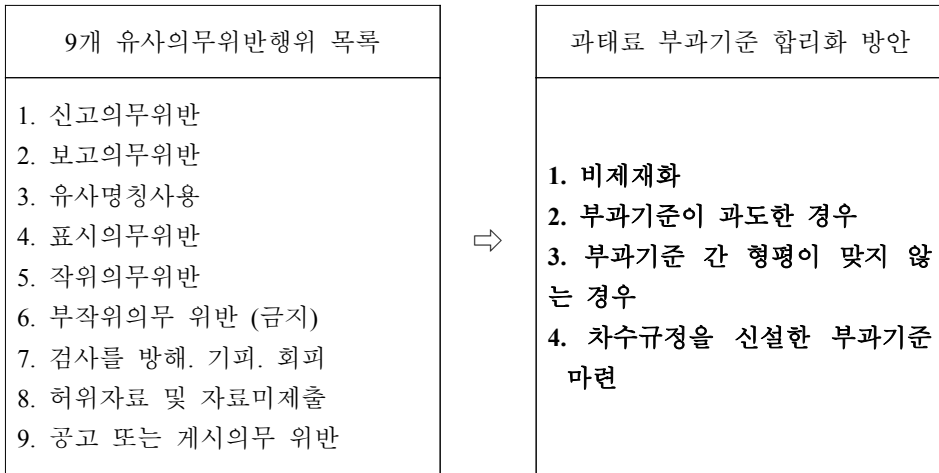 9개 유사의무위반행위 목록
1. 신고의무위반
2. 보고의무위반
3. 유사명칭사용
4. 표시의무위반
5. 작위의무위반
6. 부작위의무 위반 (금지)
7. 검사를 방해. 기피. 회피
8. 허위자료 및 자료미제출
9. 공고 또는 게시의무 위반
⇨
과태료 부과기준 합리화 방안
1. 비제재화
2. 부과기준이 과도한 경우
3. 부과기준 간 형평이 맞지 않
는 경우
4. 차수규정을 신설한 부과기준
마련